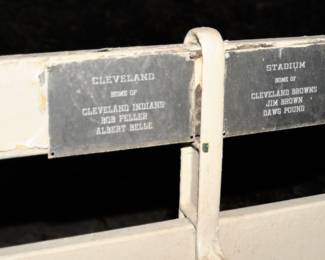 CLEVELAND
HOME OF
CLEVELAND INDIANS
BOB FELLER
ALBERT BELLE
STADIUM
HOME OF
CLEVELAND BROWNS
JIM BROWN
DAWG POUND